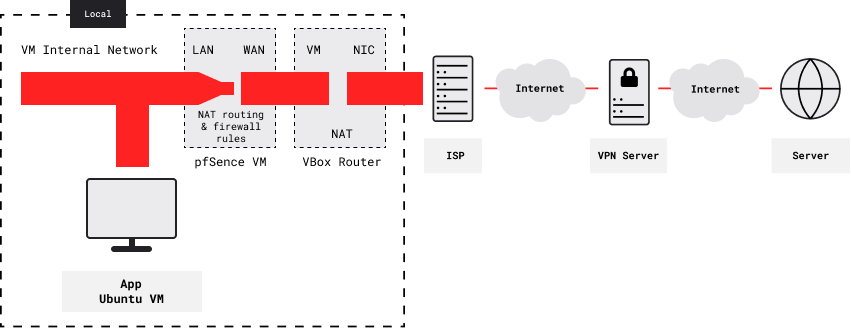 Local
VM Internal Network
LAN
WAN
VM
NIC
NAT routing
& firewall
rules
NAT
pfSence VM
VBox Router
App
Ubuntu VM
ISP
Internet
VPN Server
Internet
Server